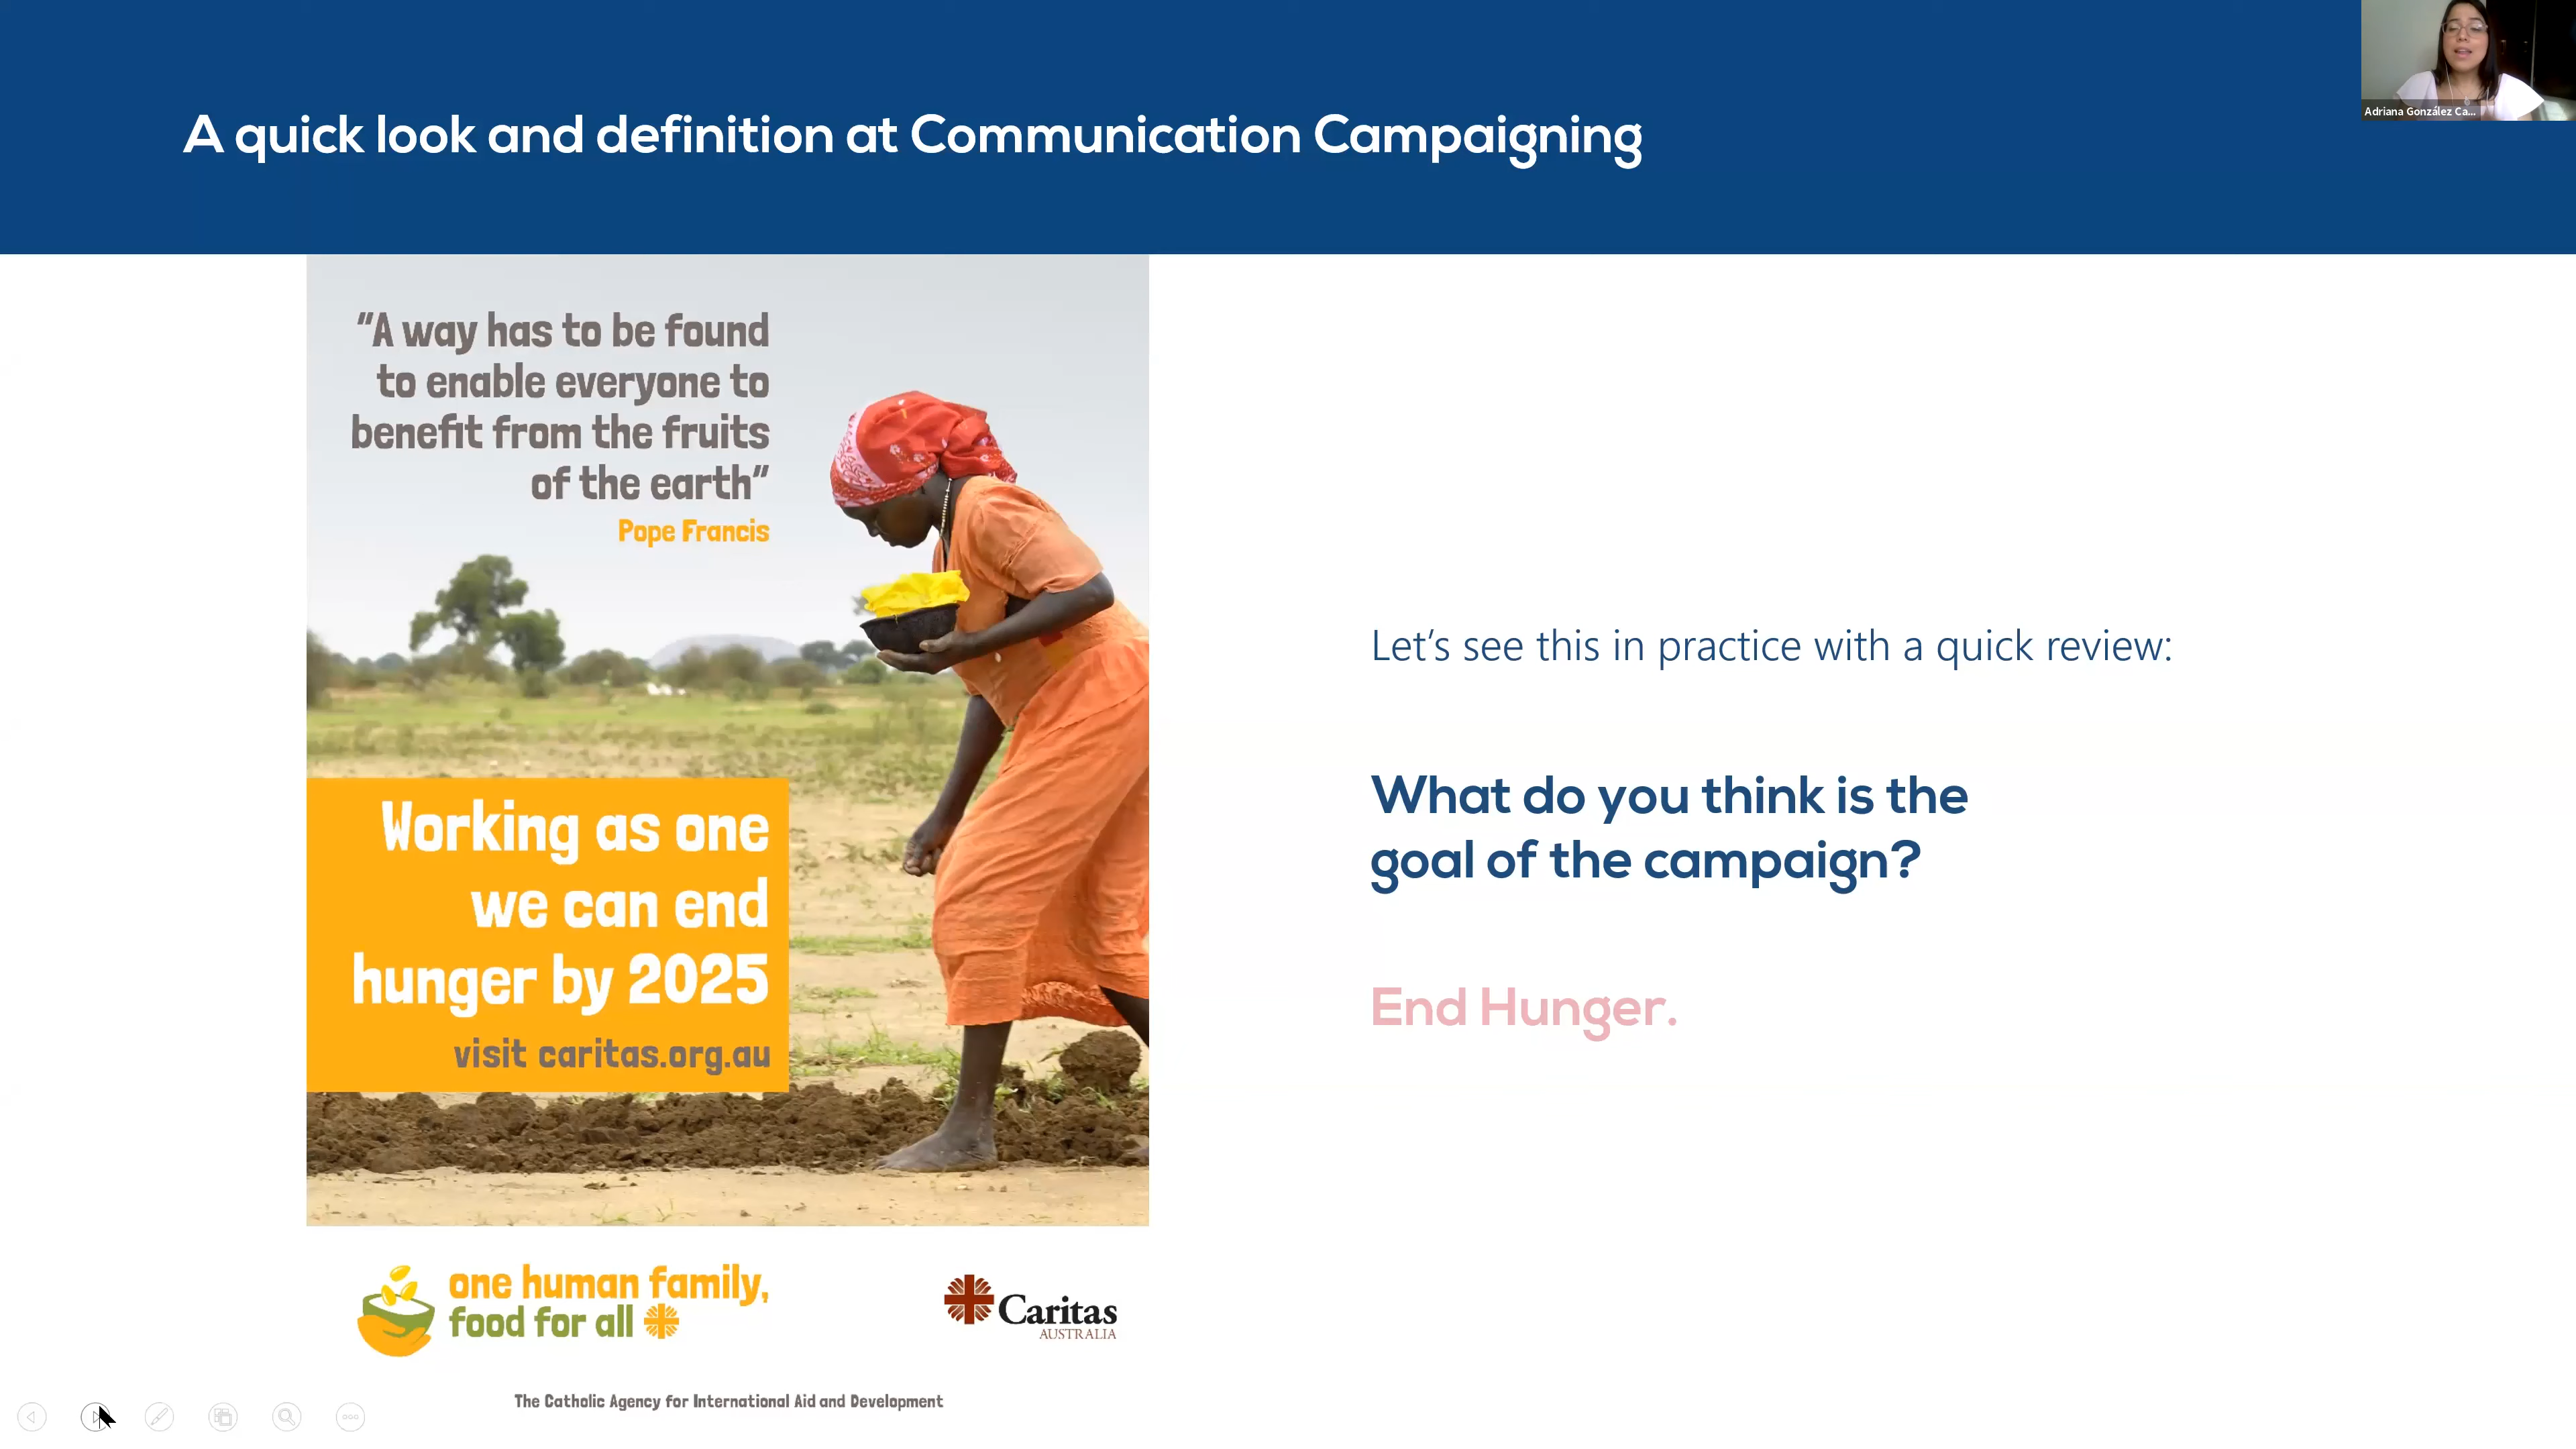 A quick look and definition at Communication Campaigning
Adriana González Ca...
"A way has to be found
to enable everyone to
benefit from the fruits
of the earth"
Pope Francis
Working as one
we can end
hunger by 2025
visit caritas.org.au
one human family,
food for all
Caritas
AUSTRALIA
The Catholic Agency for International Aid and Development
Let's see this in practice with a quick review:
What do you think is the
goal of the campaign?
End Hunger.